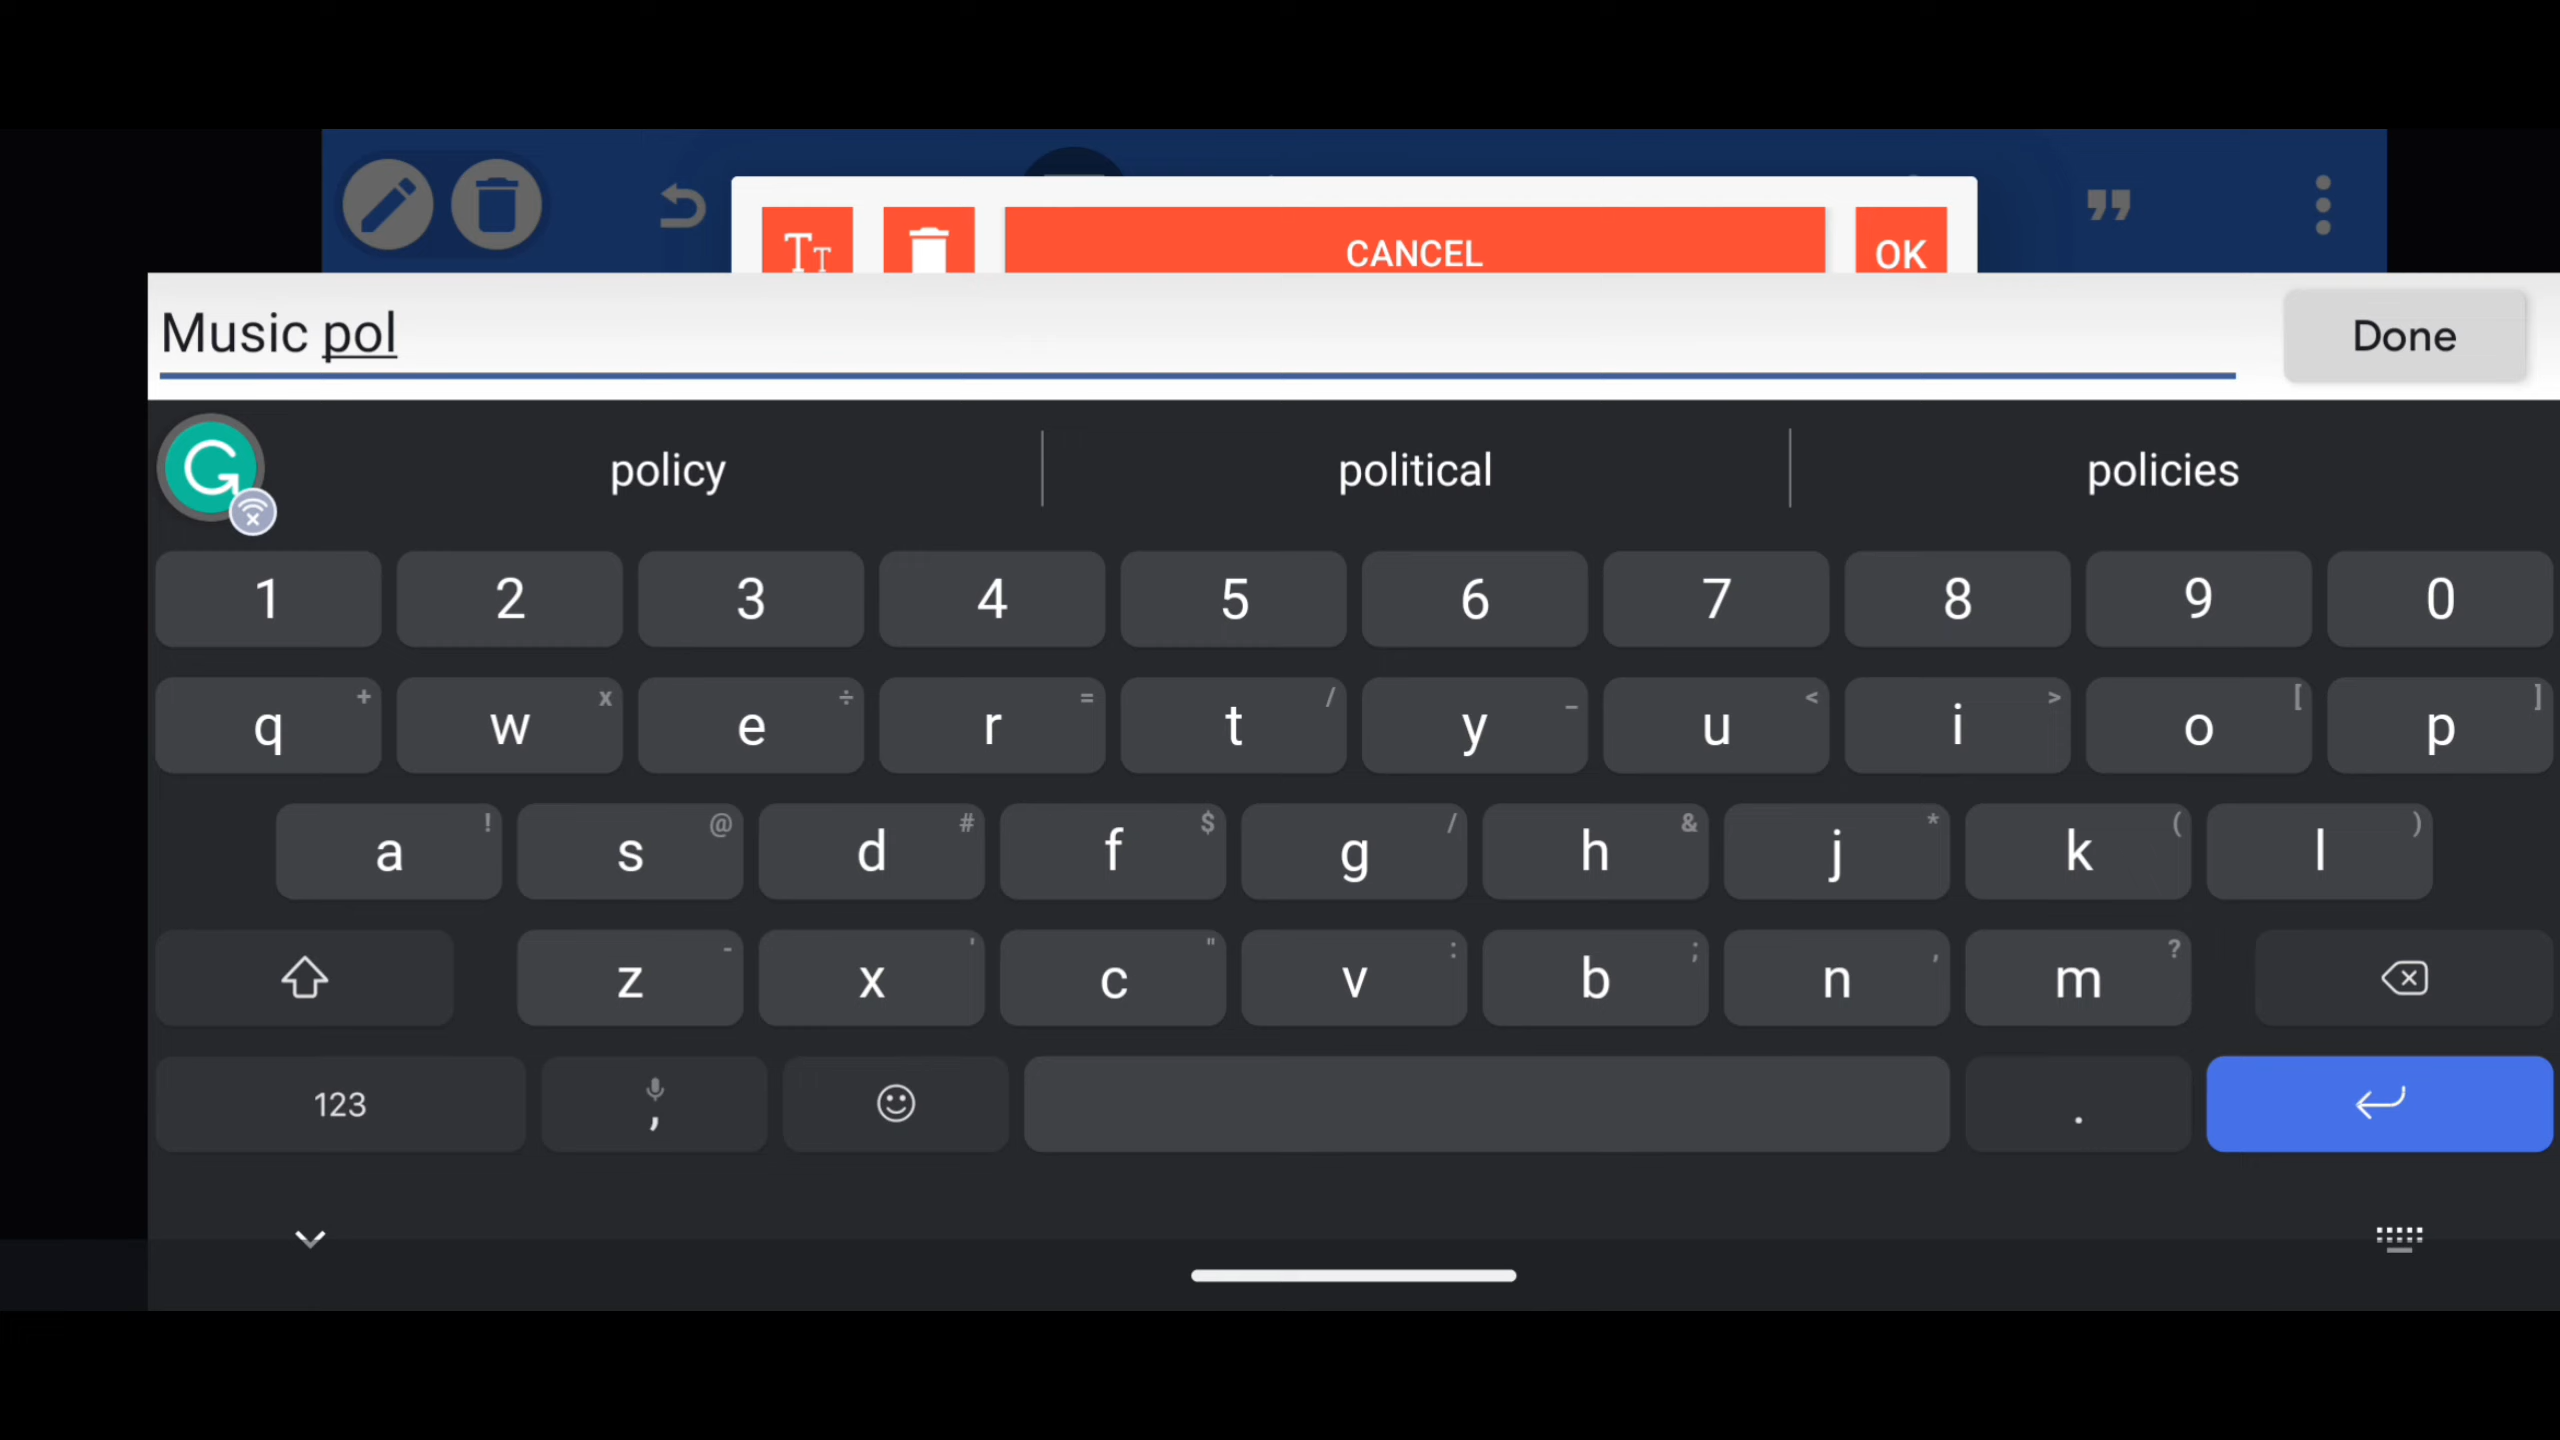 Tт
CANCEL
OK
Music pol
Done
policy
political
policies
1 2 3 4 5 6 7 8 9 0
+ x ÷ = / _ < > [ ]
q w e r t y u i o p
! @ # $ / & * ( )
a s d f g h j k l
- ' " : ; , ?
z x c v b n m
123 , .